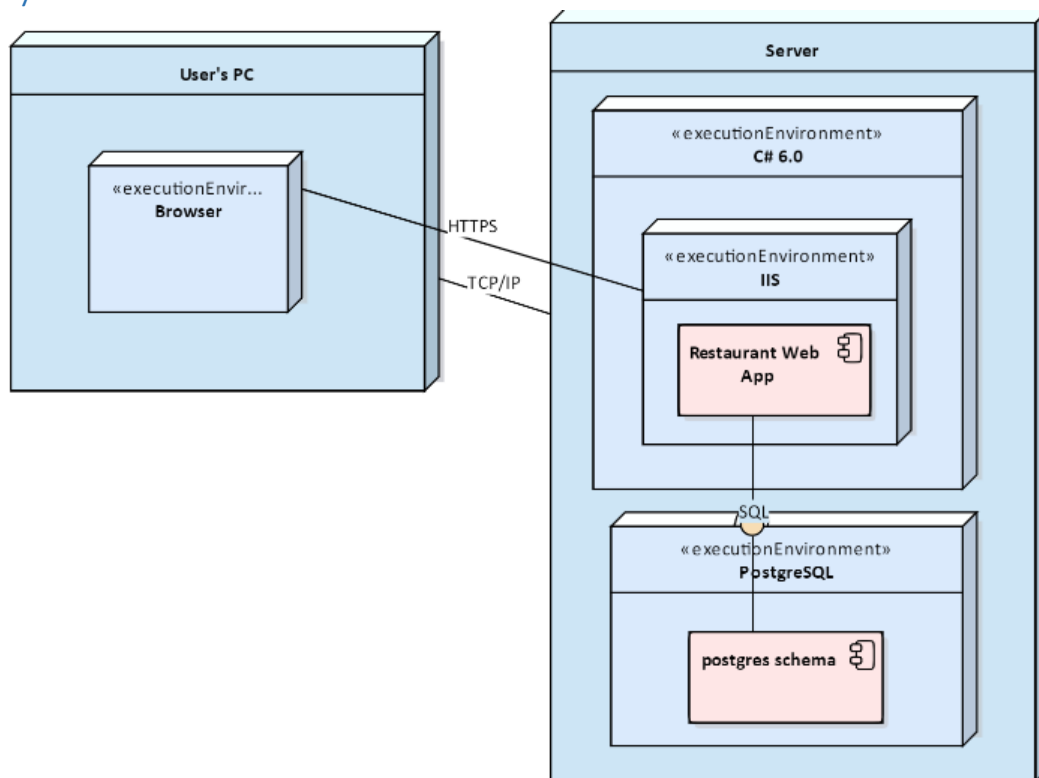 User's PC
«executionEnvir...
Browser
HTTPS
TCP/IP
Server
«executionEnvironment»
C# 6.0
«executionEnvironment»
IIS
Restaurant Web
App
SQL
«executionEnvironment»
PostgreSQL
postgres schema